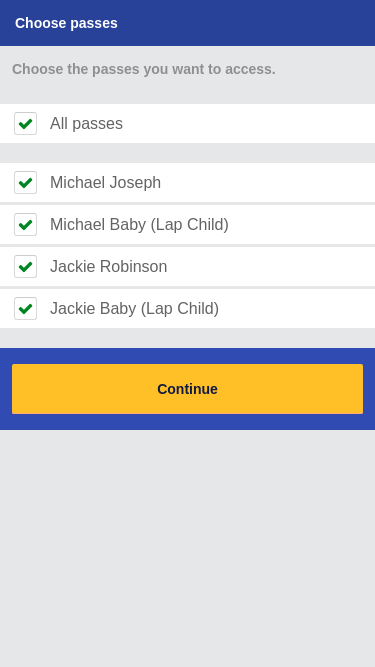 Choose passes
Choose the passes you want to access.
All passes
Michael Joseph
Michael Baby (Lap Child)
Jackie Robinson
Jackie Baby (Lap Child)
Continue